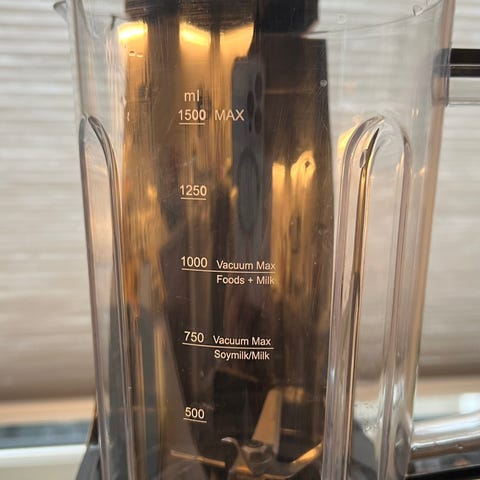 ml
1500 MAX
1250
1000 Vacuum Max
Foods + Milk
750 Vacuum Max
Soymilk/Milk
500